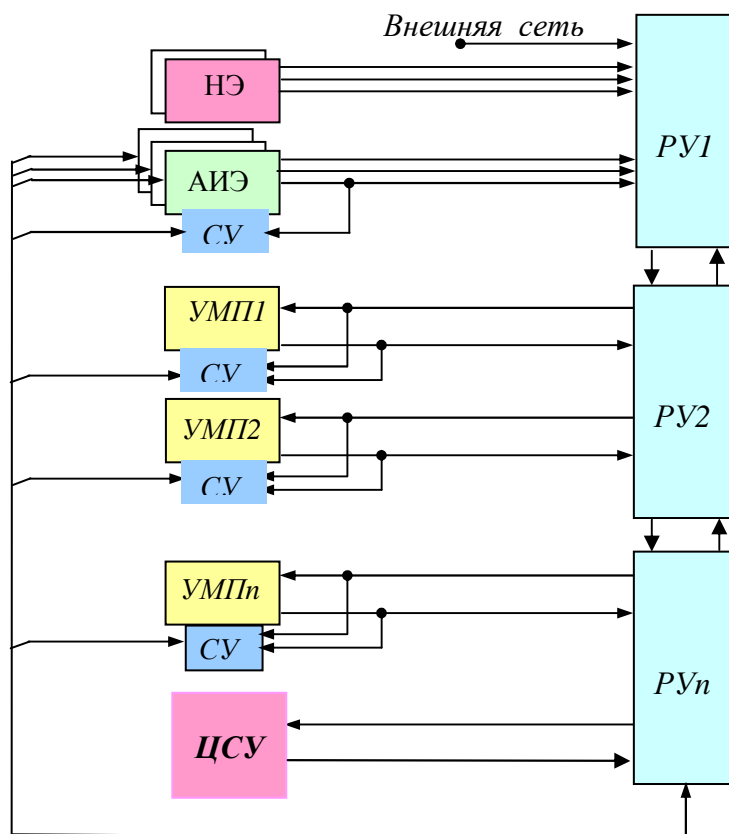 Внешняя сеть
НЭ
РУ1
АИЭ
СУ
УМП1
СУ
РУ2
УМП2
СУ
УМПn
СУ
РУn
ЦСУ